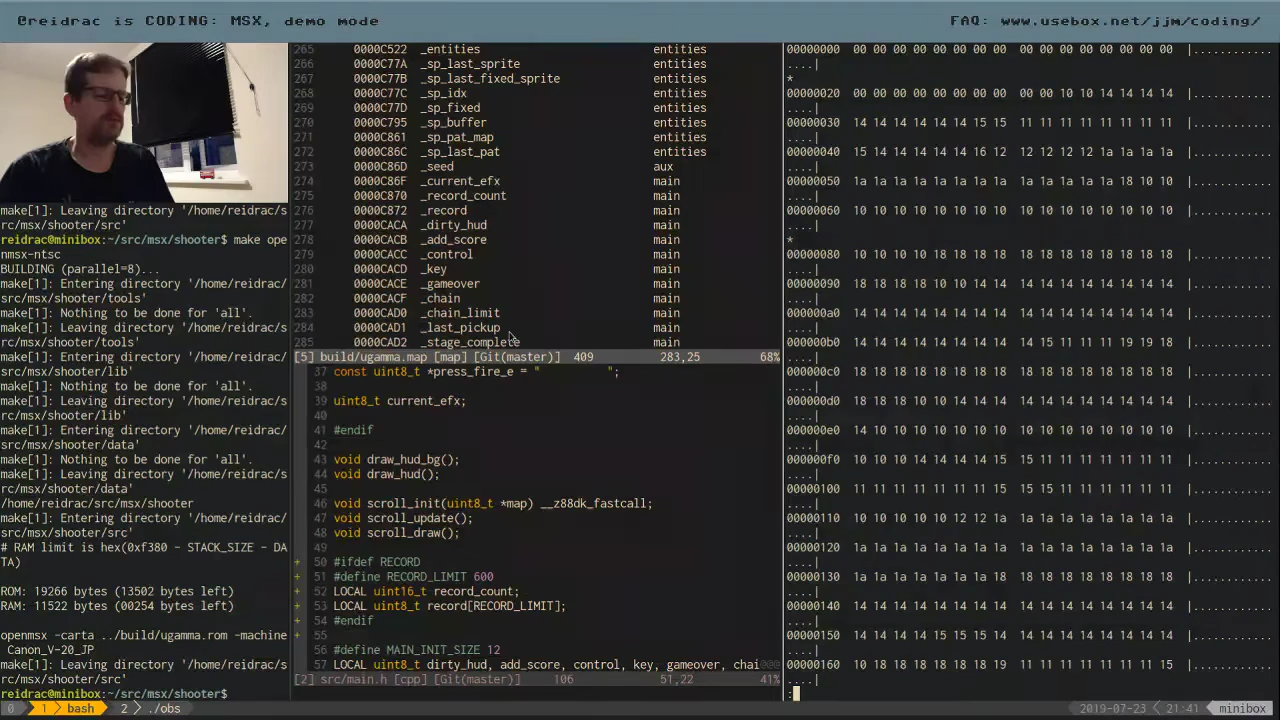 @reidrac is CODING: MSX, demo mode
FAQ: www.usebox.net/jjm/coding/
make[1]: Leaving directory '/home/reidrac/s
rc/msx/shooter/src'
reidrac@minibox:~/src/msx/shooter$ make ope
nmsx-ntsc
BUILDING (parallel=8)...
make[1]: Entering directory '/home/reidrac/
src/msx/shooter/tools'
make[1]: Nothing to be done for 'all'.
make[1]: Leaving directory '/home/reidrac/s
rc/msx/shooter/tools'
make[1]: Entering directory '/home/reidrac/
src/msx/shooter/lib'
make[1]: Nothing to be done for 'all'.
make[1]: Leaving directory '/home/reidrac/s
rc/msx/shooter/lib'
make[1]: Entering directory '/home/reidrac/
src/msx/shooter/data'
make[1]: Nothing to be done for 'all'.
make[1]: Leaving directory '/home/reidrac/s
rc/msx/shooter/data'
/home/reidrac/src/msx/shooter
make[1]: Entering directory '/home/reidrac/
src/msx/shooter/src'
# RAM limit is hex(0xf380 - STACK_SIZE - DA
TA)
ROM: 19266 bytes (13502 bytes left)
RAM: 11522 bytes (00254 bytes left)
openmsx -carta ../build/ugamma.rom -machine
Canon_V-20_JP
make[1]: Leaving directory '/home/reidrac/s
rc/msx/shooter/src'
reidrac@minibox:~/src/msx/shooter$
265 0000C522 _entities entities
266 0000C77A _sp_last_sprite entities
267 0000C77B _sp_last_fixed_sprite entities
268 0000C77C _sp_idx entities
269 0000C77D _sp_fixed entities
270 0000C795 _sp_buffer entities
271 0000C861 _sp_pat_map entities
272 0000C86C _sp_last_pat entities
273 0000C86D _seed aux
274 0000C86F _current_efx main
275 0000C870 _record_count main
276 0000C872 _record main
277 0000CACA _dirty_hud main
278 0000CACB _add_score main
279 0000CACC _control main
280 0000CACD _key main
281 0000CACE _gameover main
282 0000CACF _chain main
283 0000CAD0 _chain_limit main
284 0000CAD1 _last_pickup main
285 0000CAD2 _stage_complete main
[5] build/ugamma.map [map] [Git(master)] 409 283,25 68%
37 const uint8_t *press_fire_e = " ";
38
39 uint8_t current_efx;
40
41 #endif
42
43 void draw_hud_bg();
44 void draw_hud();
45
46 void scroll_init(uint8_t *map) __z88dk_fastcall;
47 void scroll_update();
48 void scroll_draw();
49
+ 50 #ifdef RECORD
+ 51 #define RECORD_LIMIT 600
+ 52 LOCAL uint16_t record_count;
+ 53 LOCAL uint8_t record[RECORD_LIMIT];
+ 54 #endif
+ 55
56 #define MAIN_INIT_SIZE 12
57 LOCAL uint8_t dirty_hud, add_score, control, key, gameover, chai@@@
[2] src/main.h [cpp] [Git(master)] 106 51,22 41%
00000000 00 00 00 00 00 00 00 00 00 00 00 00 00 00 00 00 |............
....|
*
00000020 00 00 00 00 00 00 00 00 00 00 10 10 14 14 14 14 |............
....|
00000030 14 14 14 14 14 14 15 15 11 11 11 11 11 11 11 11 |............
....|
00000040 15 14 14 14 14 14 16 12 12 12 12 12 1a 1a 1a 1a |............
....|
00000050 1a 1a 1a 1a 1a 1a 1a 1a 1a 1a 1a 1a 1a 18 10 10 |............
....|
00000060 10 10 10 10 10 10 10 10 10 10 10 10 10 10 10 10 |............
....|
*
00000080 10 10 10 10 18 18 18 18 18 18 18 18 18 18 18 18 |............
....|
00000090 18 18 18 18 10 10 14 14 14 14 14 14 14 14 14 14 |............
....|
000000a0 14 14 14 14 14 14 14 14 14 14 14 14 14 14 14 14 |............
....|
000000b0 14 14 14 14 14 14 14 14 14 14 15 11 11 19 19 18 |............
....|
000000c0 18 18 18 18 18 18 18 18 18 18 18 18 18 18 18 18 |............
....|
000000d0 18 18 18 10 10 14 14 14 14 14 14 14 14 14 14 14 |............
....|
000000e0 14 10 10 10 10 10 10 10 10 10 10 10 10 10 10 10 |............
....|
000000f0 10 10 10 14 14 14 14 15 15 11 11 11 11 11 11 11 |............
....|
00000100 11 11 11 11 11 11 11 15 15 15 11 11 11 11 11 11 |............
....|
00000110 10 10 10 10 10 12 12 1a 1a 1a 1a 1a 1a 1a 1a 1a |............
....|
00000120 1a 1a 1a 1a 1a 1a 1a 1a 1a 1a 1a 1a 1a 1a 1a 1a |............
....|
00000130 1a 1a 1a 1a 1a 1a 18 18 18 18 18 18 18 18 18 18 |............
....|
00000140 14 14 14 14 14 14 14 14 14 14 14 14 14 14 14 14 |............
....|
00000150 14 14 14 14 15 15 15 14 14 14 14 14 14 14 14 14 |............
....|
00000160 10 18 18 18 18 18 18 19 11 11 11 11 11 11 11 15 |............
....|
:
0 1 bash 2 ./obs 2019-07-23 21:41 minibox